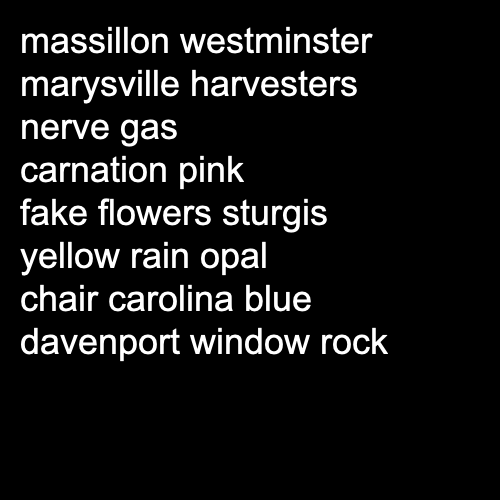 massillon westminster
marysville harvesters
nerve gas
carnation pink
fake flowers sturgis
yellow rain opal
chair carolina blue
davenport window rock